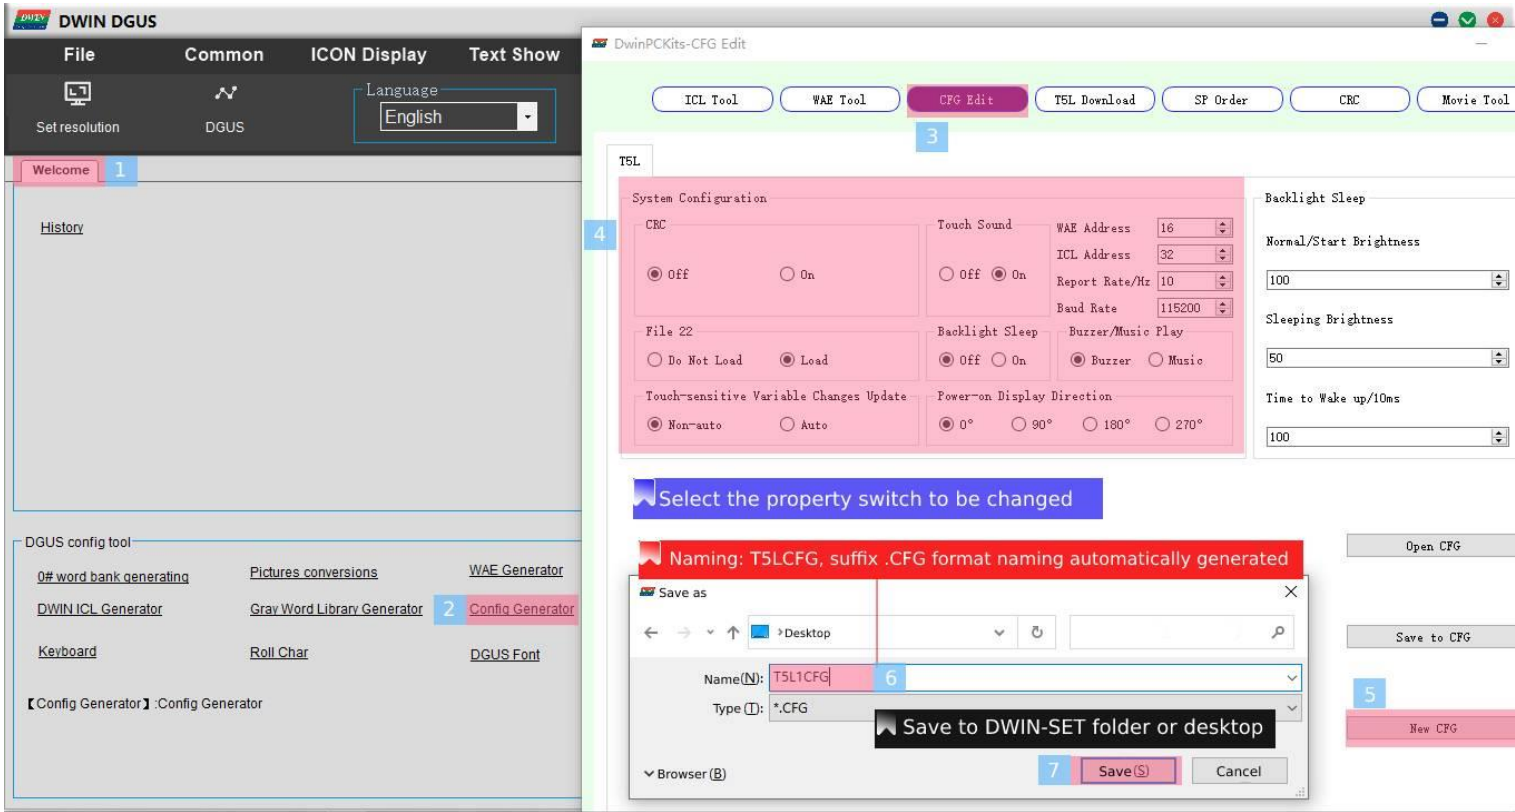 DWIN DGUS
File Common ICON Display Text Show
Set resolution
DGUS
Language
English
Welcome 1
History
DGUS config tool
0# word bank generating Pictures conversions WAE Generator
DWIN ICL Generator Gray Word Library Generator 2 Config Generator
Keyboard Roll Char DGUS Font
【Config Generator】:Config Generator
DwinPCKits-CFG Edit
ICL Tool WAE Tool CFG Edit T5L Download SP Order CRC Movie Tool
3
T5L
4
System Configuration
CRC
Off On
Touch Sound
Off On
WAE Address 16
ICL Address 32
Report Rate/Hz 10
Baud Rate 115200
File 22
Do Not Load Load
Backlight Sleep
Off On
Buzzer/Music Play
Buzzer Music
Touch-sensitive Variable Changes Update
Non-auto Auto
Power-on Display Direction
0° 90° 180° 270°
Backlight Sleep
Normal/Start Brightness
100
Sleeping Brightness
50
Time to Wake up/10ms
100
Select the property switch to be changed
Naming: T5LCFG, suffix .CFG format naming automatically generated
Save as
Desktop
Name(N): T5L1CFG 6
Type(T): *.CFG
Save to DWIN-SET folder or desktop
Browser(B)
7 Save(S) Cancel
Open CFG
Save to CFG
5
New CFG